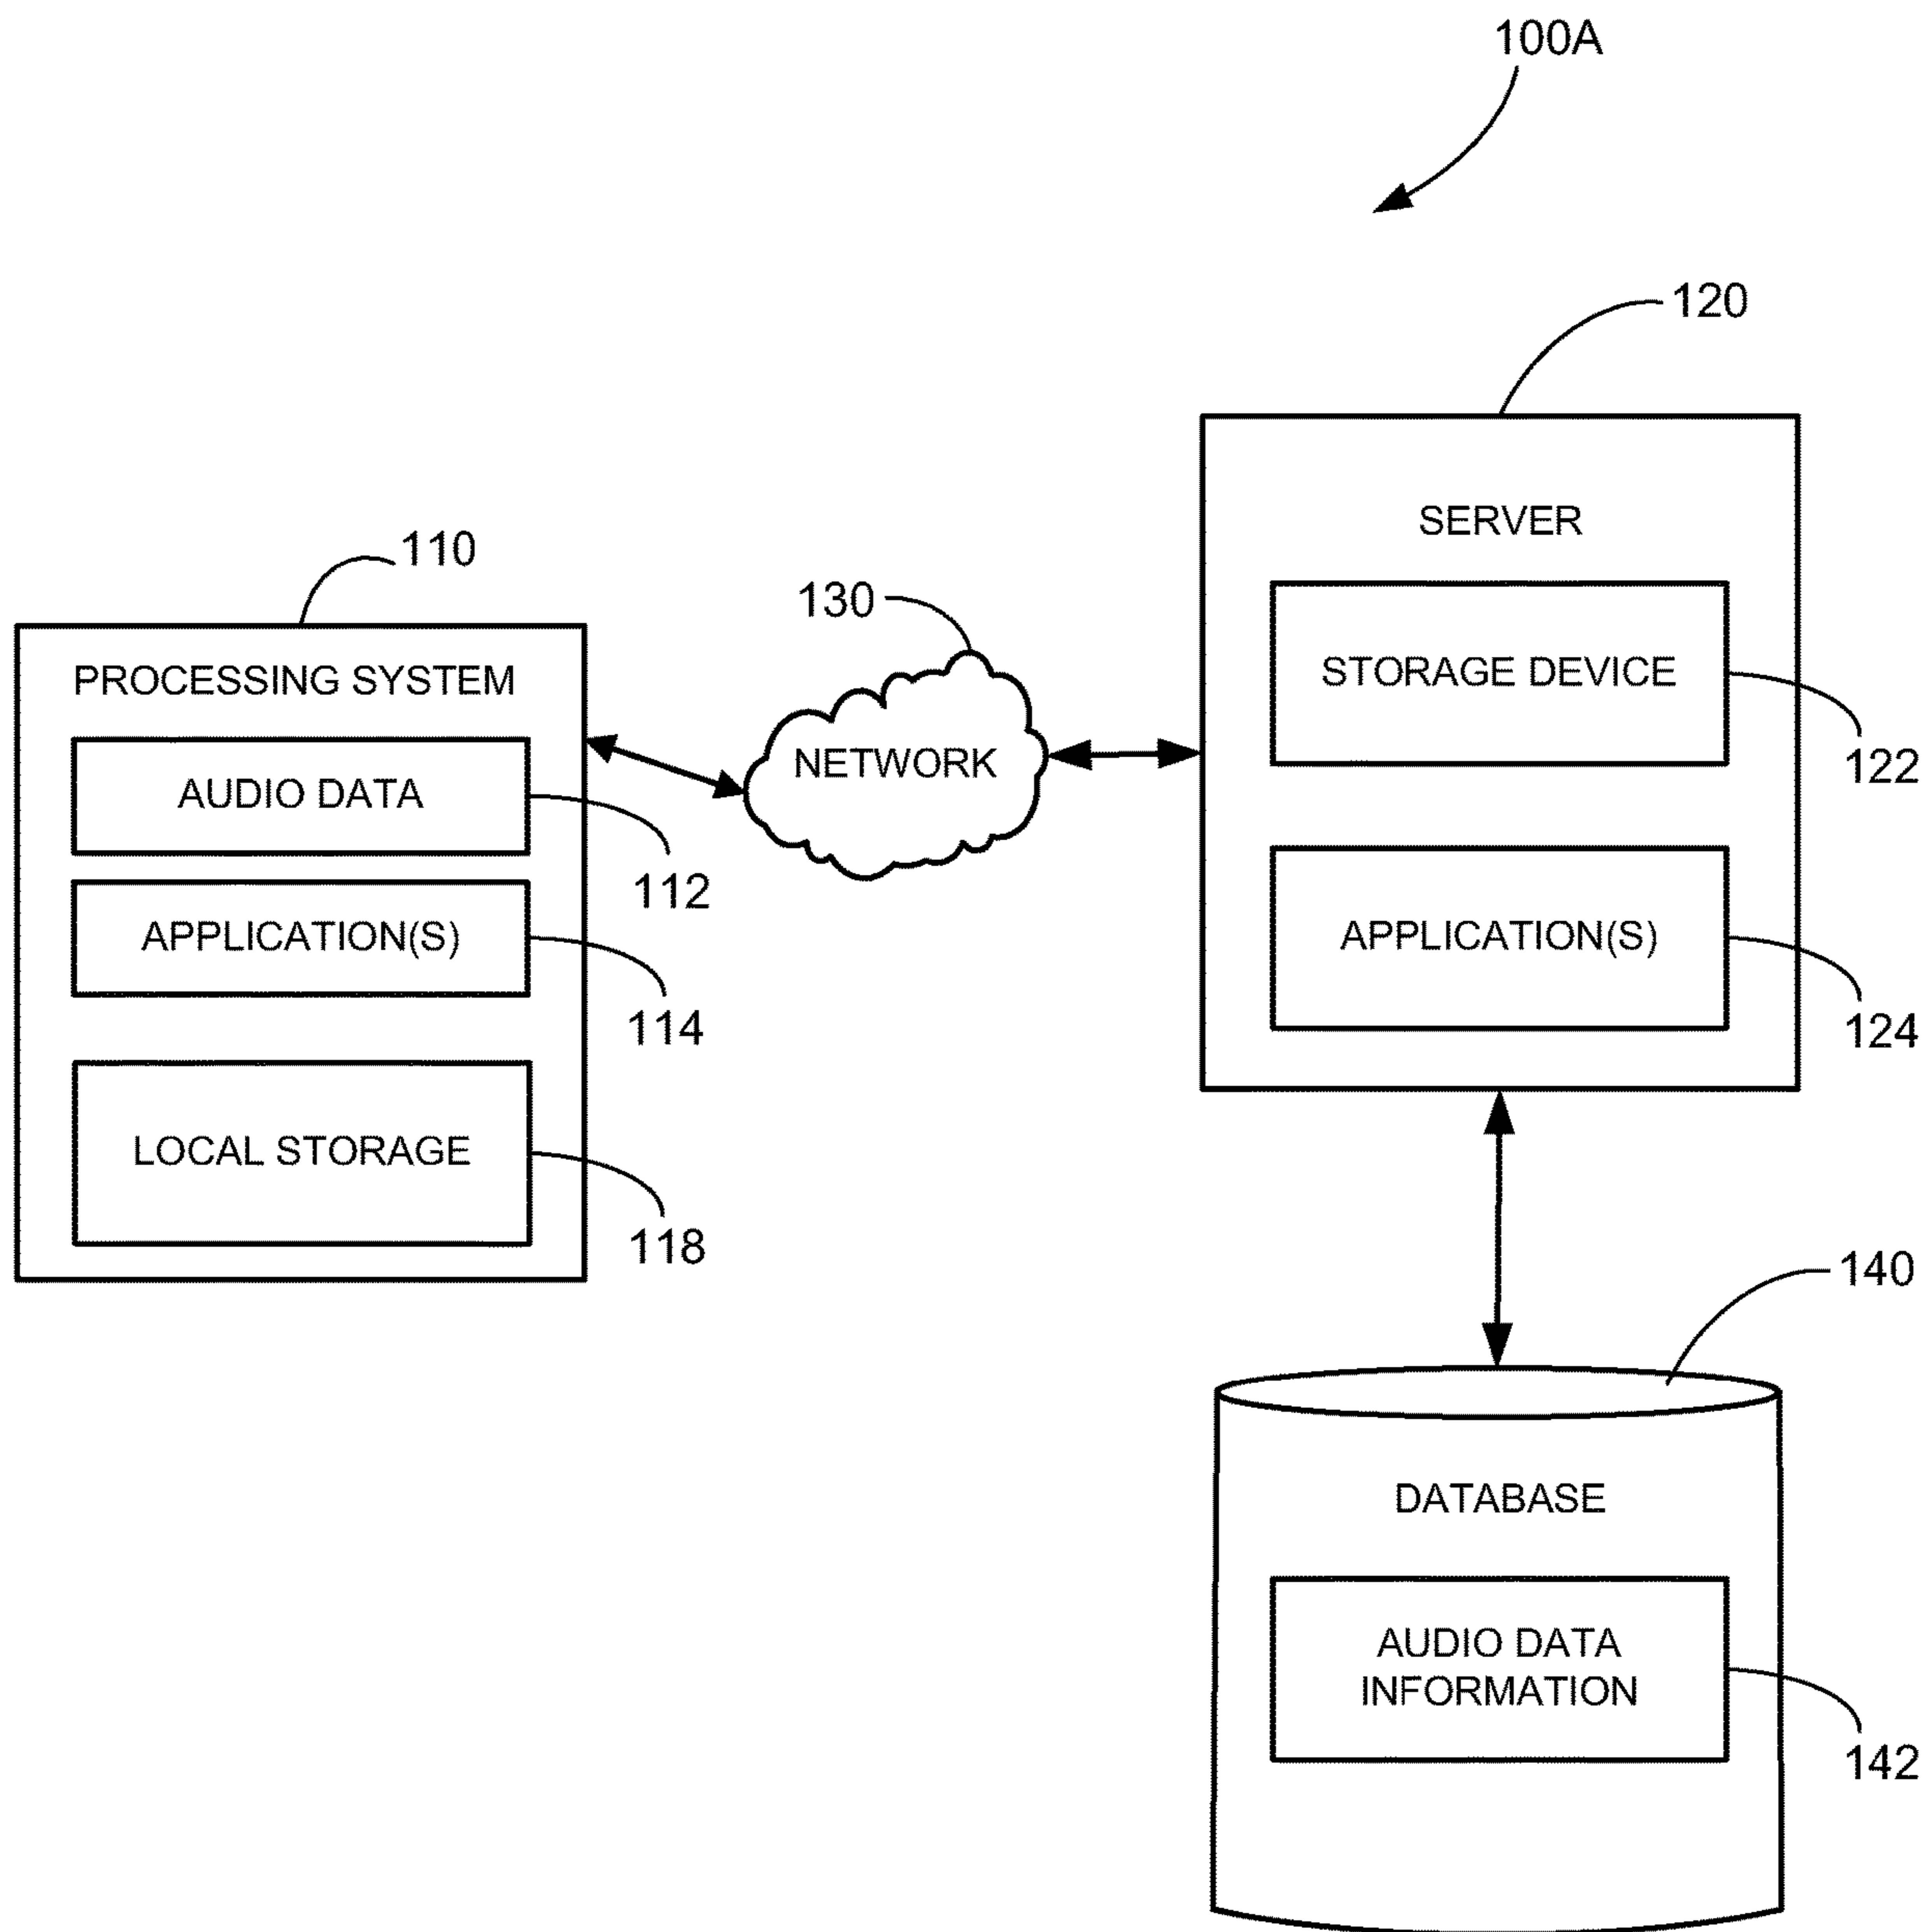 100A
120
SERVER
STORAGE DEVICE
122
APPLICATION(S)
124
110
PROCESSING SYSTEM
AUDIO DATA
112
APPLICATION(S)
114
LOCAL STORAGE
118
130
NETWORK
140
DATABASE
AUDIO DATA
INFORMATION
142